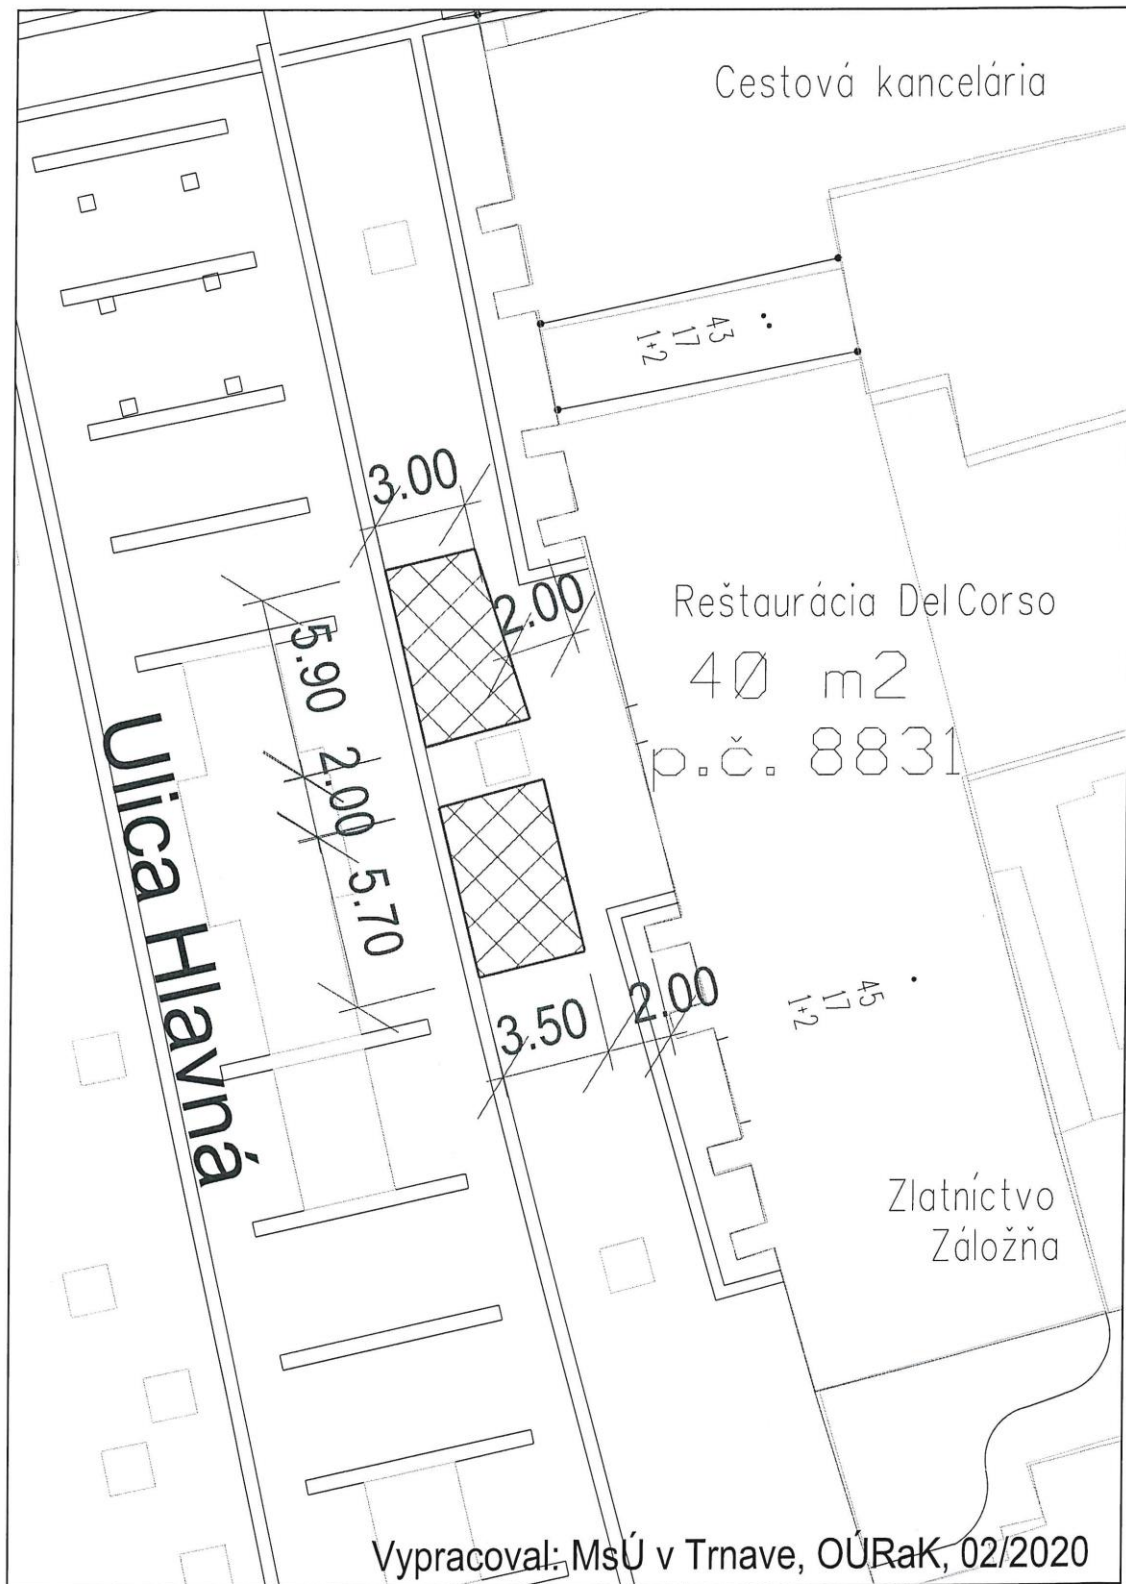 Cestová kancelária
43
17
1+2
3.00
2.00
Reštaurácia Del Corso
40 m2
p.č. 8831
5.90
2.00
5.70
Ulica Hlavná
3.50
2.00
45
17
1+2
Zlatníctvo
Záložňa
Vypracoval: MsÚ v Trnave, OÚRaK, 02/2020